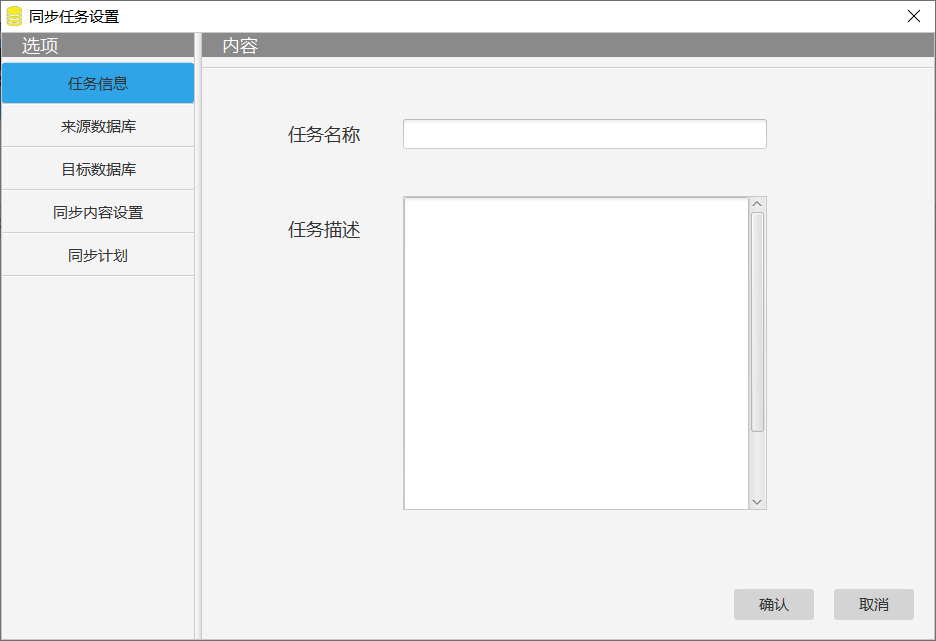 同步任务设置
选项
任务信息
来源数据库
目标数据库
同步内容设置
同步计划
内容
任务名称
任务描述
确认
取消